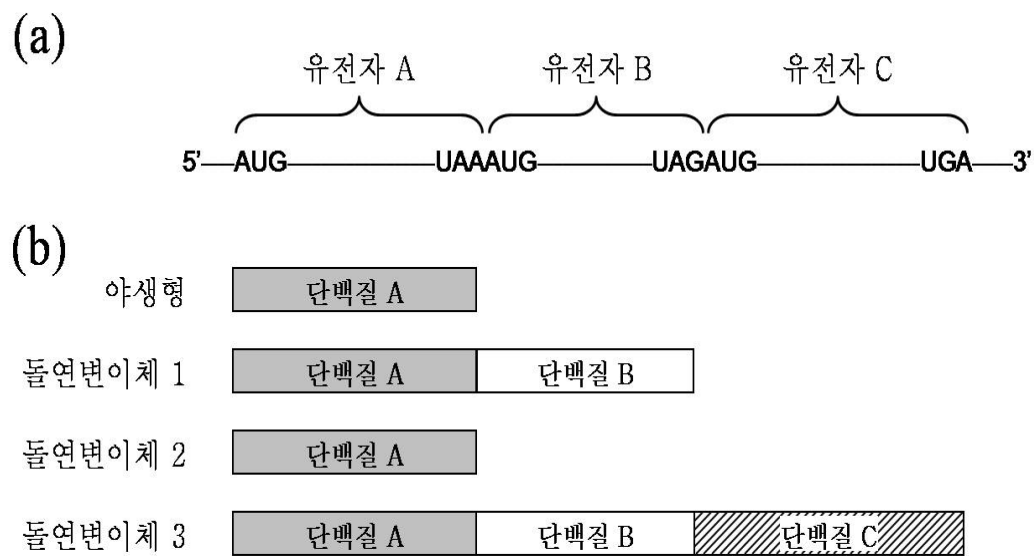 (a)
유전자 A 유전자 B 유전자 C
5' AUG UAAAUG UAGAUG UGA 3'
(b)
야생형 단백질 A
돌연변이체 1 단백질 A 단백질 B
돌연변이체 2 단백질 A
돌연변이체 3 단백질 A 단백질 B 단백질 C